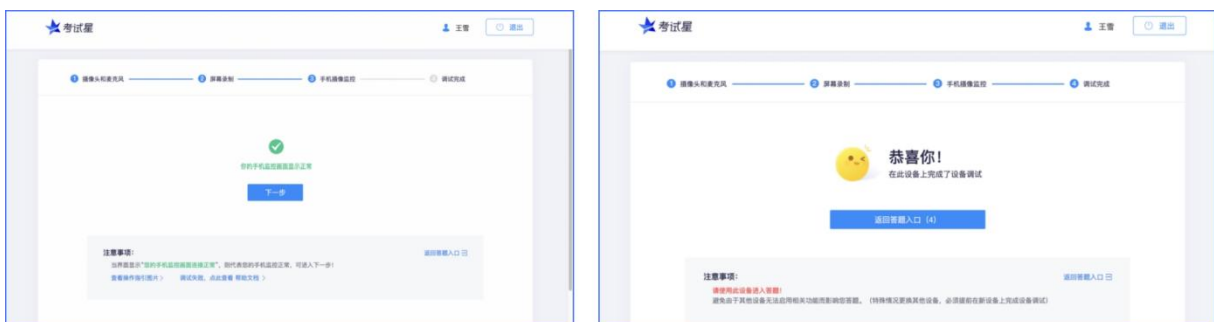 考试星
王雪
退出
1 摄像头和麦克风
2 屏幕录制
3 手机摄像监控
4 调试完成
你的手机监控画面显示正常
下一步
注意事项：
返回答题入口
当界面显示“您的手机监控画面连接正常”，则代表您的手机监控正常，可进入下一步！
查看操作指引图片 〉 调试失败，点此查看 帮助文档 〉
考试星
王雪
退出
1 摄像头和麦克风
2 屏幕录制
3 手机摄像监控
4 调试完成
恭喜你！
在此设备上完成了设备调试
返回答题入口（4）
注意事项：
返回答题入口
请使用此设备进入答题！
避免由于其他设备无法启用相关功能而影响您答题。（特殊情况更换其他设备，必须提前在新设备上完成设备调试）